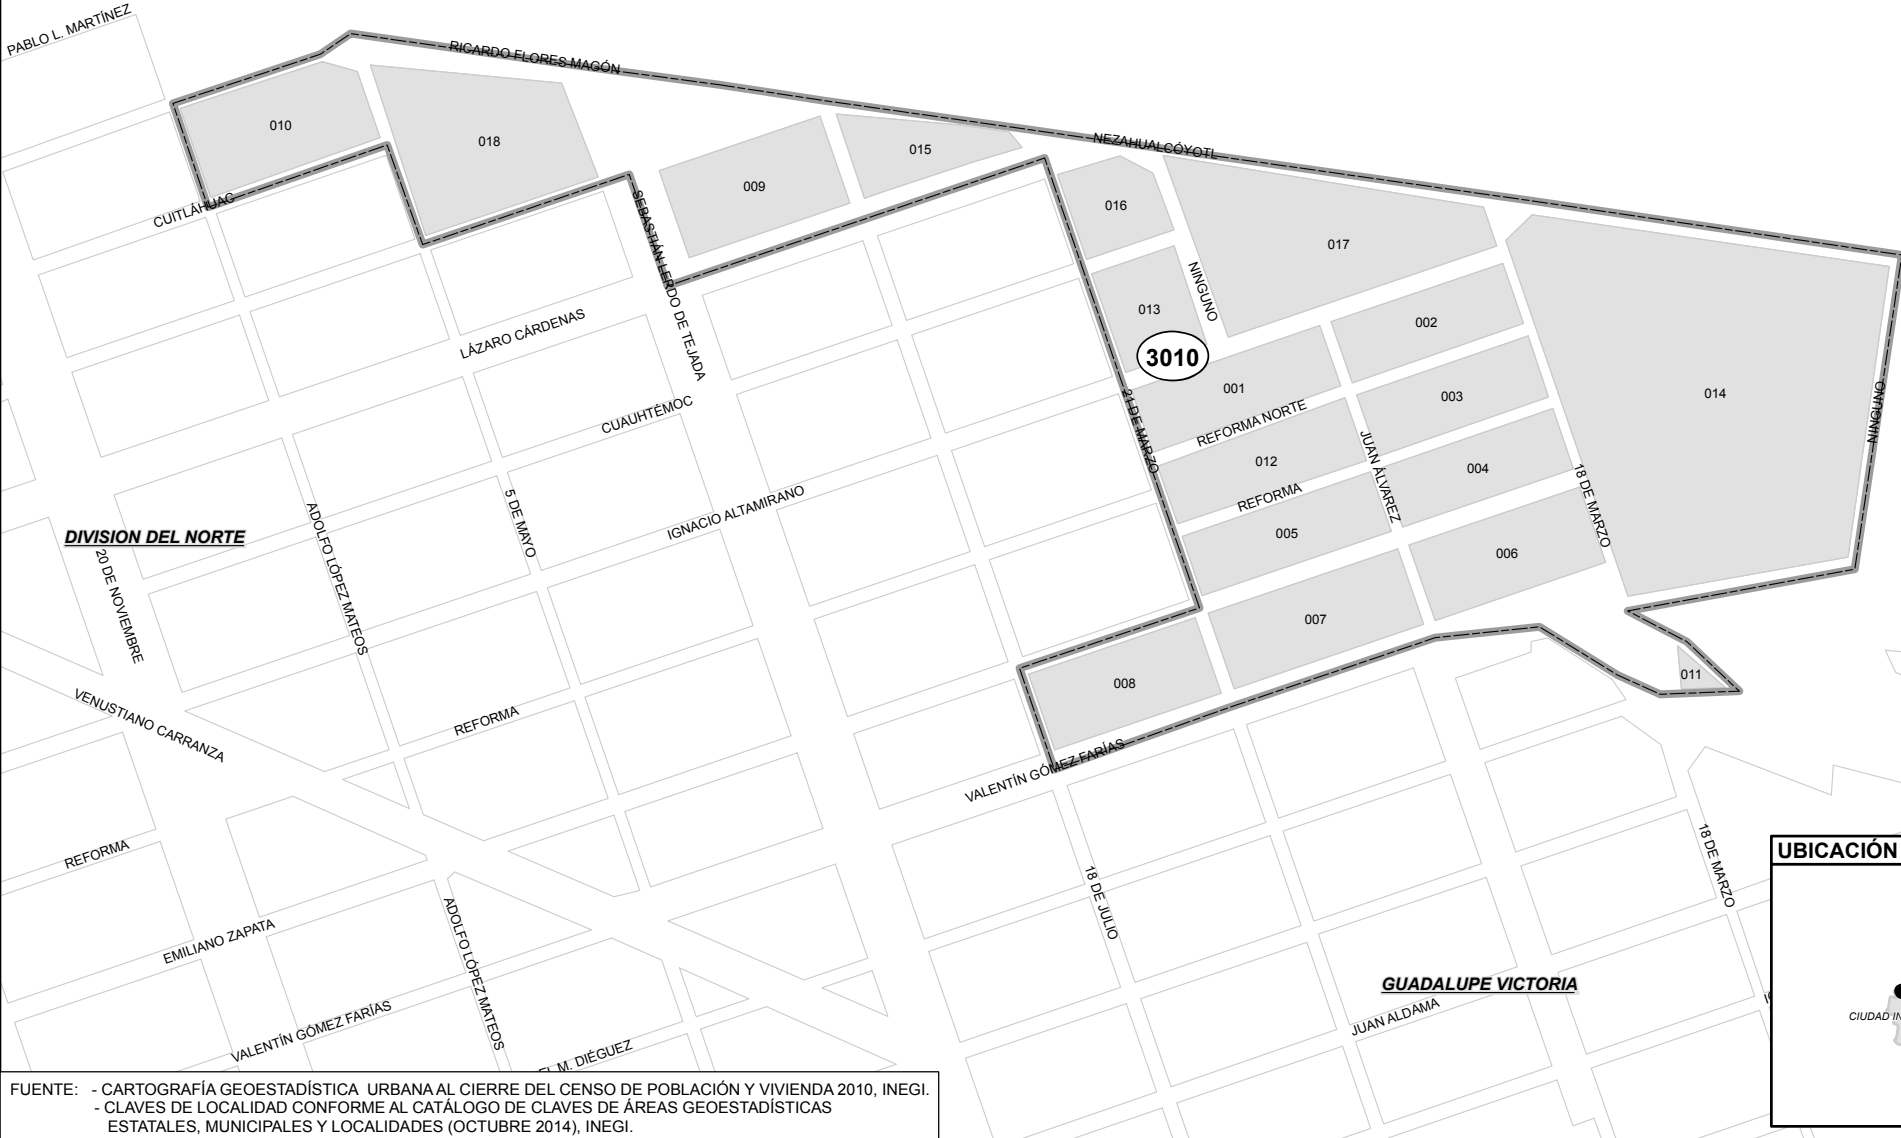 PABLO L. MARTÍNEZ
RICARDO FLORES MAGÓN
NEZAHUALCÓYOTL
010
018
015
009
016
017
CUITLÁHUAC
SEBASTIÁN LERDO DE TEJADA
NINGUNO
013
002
LÁZARO CÁRDENAS
3010
001
003
014
NINGUNO
CUAUHTÉMOC
21 DE MARZO
REFORMA NORTE
JUAN ÁLVAREZ
012
004
18 DE MARZO
REFORMA
005
006
IGNACIO ALTAMIRANO
5 DE MAYO
ADOLFO LÓPEZ MATEOS
DIVISION DEL NORTE
20 DE NOVIEMBRE
007
008
011
VENUSTIANO CARRANZA
REFORMA
VALENTÍN GÓMEZ FARÍAS
REFORMA
18 DE JULIO
18 DE MARZO
UBICACIÓN
EMILIANO ZAPATA
ADOLFO LÓPEZ MATEOS
GUADALUPE VICTORIA
JUAN ALDAMA
CIUDAD IN
VALENTÍN GÓMEZ FARÍAS
EL M. DIÉGUEZ
FUENTE: - CARTOGRAFÍA GEOESTADÍSTICA URBANA AL CIERRE DEL CENSO DE POBLACIÓN Y VIVIENDA 2010, INEGI.
- CLAVES DE LOCALIDAD CONFORME AL CATÁLOGO DE CLAVES DE ÁREAS GEOESTADÍSTICAS
ESTATALES, MUNICIPALES Y LOCALIDADES (OCTUBRE 2014), INEGI.